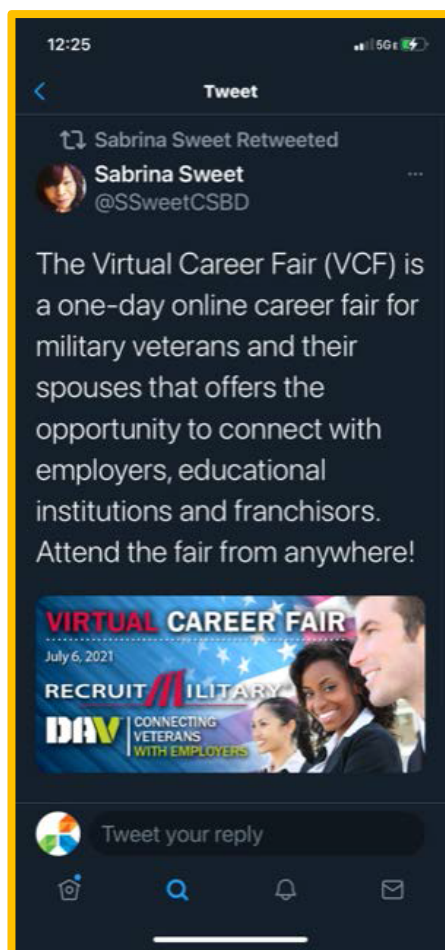 12:25
5GE
Tweet
Sabrina Sweet Retweeted
Sabrina Sweet
@SSweetCSBD
The Virtual Career Fair (VCF) is
a one-day online career fair for
military veterans and their
spouses that offers the
opportunity to connect with
employers, educational
institutions and franchisors.
Attend the fair from anywhere!
VIRTUAL CAREER FAIR
July 6, 2021
RECRUITMILITARY
DAV
CONNECTING
VETERANS
WITH EMPLOYERS
Tweet your reply